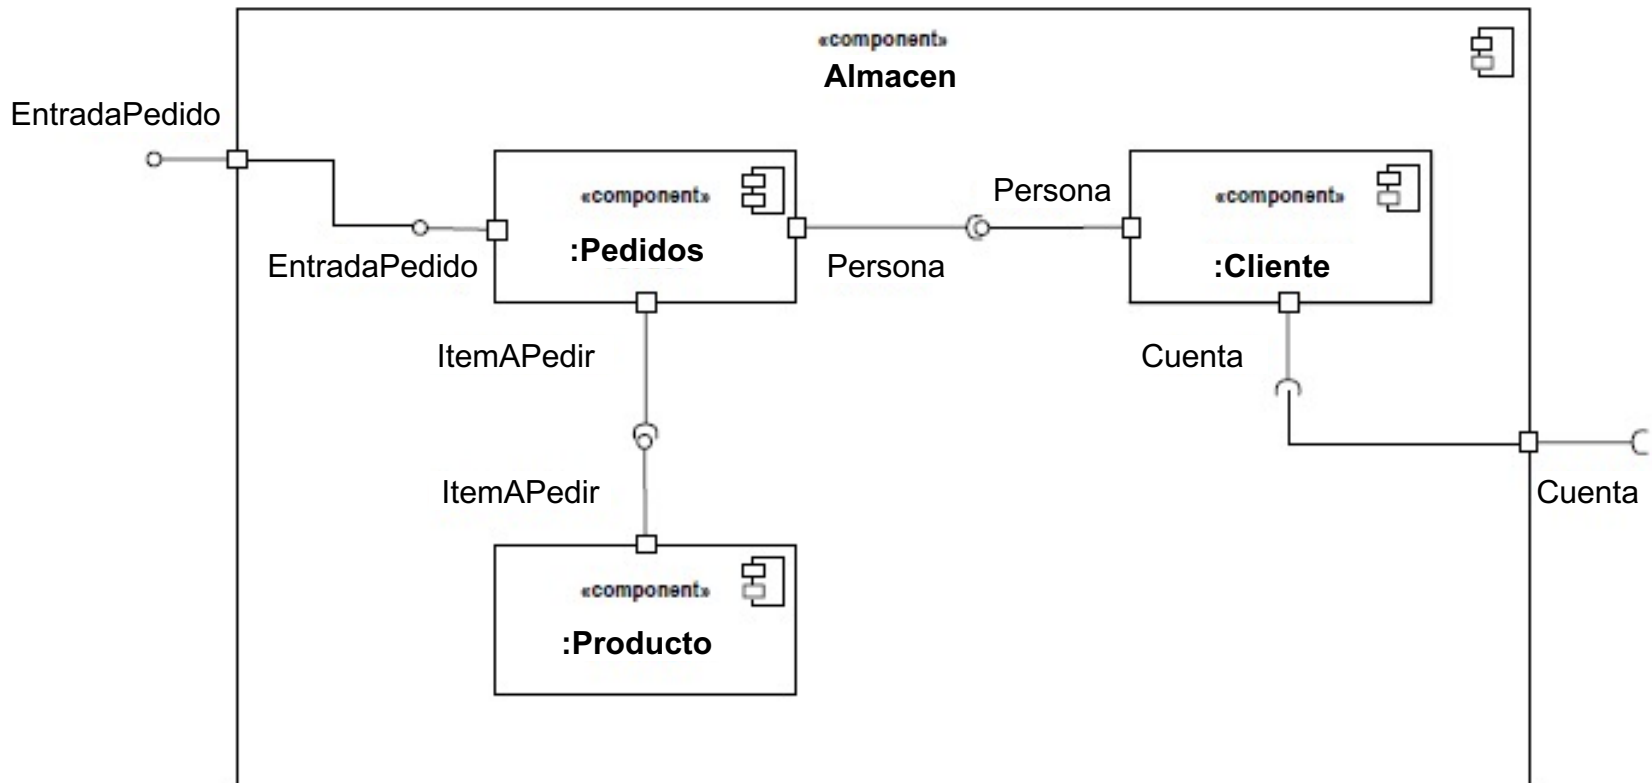 «component»
Almacen
EntradaPedido
«component»
:Pedidos
EntradaPedido
Persona
Persona
«component»
:Cliente
ItemAPedir
Cuenta
ItemAPedir
Cuenta
«component»
:Producto